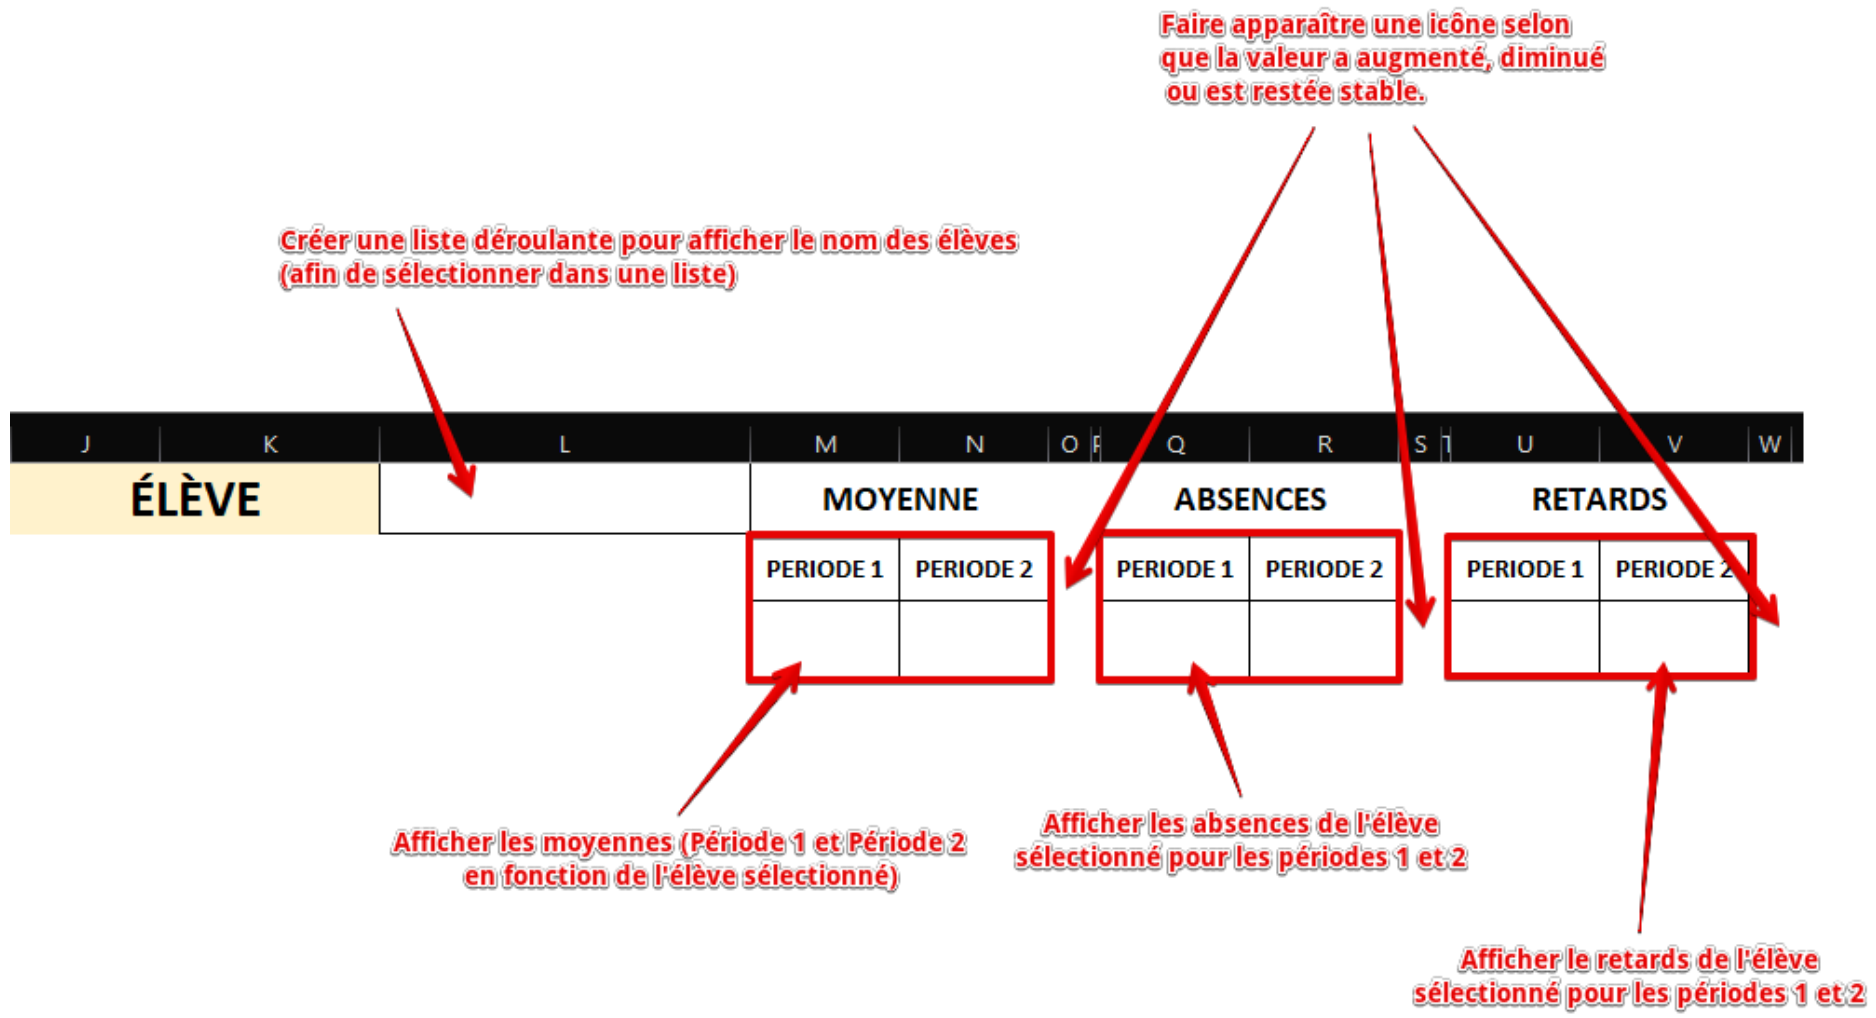 Faire apparaître une icône selon
que la valeur a augmenté, diminué
ou est restée stable.
Créer une liste déroulante pour afficher le nom des élèves
(afin de sélectionner dans une liste)
J K L M N O P Q R S T U V W
ÉLÈVE MOYENNE ABSENCES RETARDS
PERIODE 1 PERIODE 2 PERIODE 1 PERIODE 2 PERIODE 1 PERIODE 2
Afficher les moyennes (Période 1 et Période 2
en fonction de l'élève sélectionné)
Afficher les absences de l'élève
sélectionné pour les périodes 1 et 2
Afficher le retards de l'élève
sélectionné pour les périodes 1 et 2